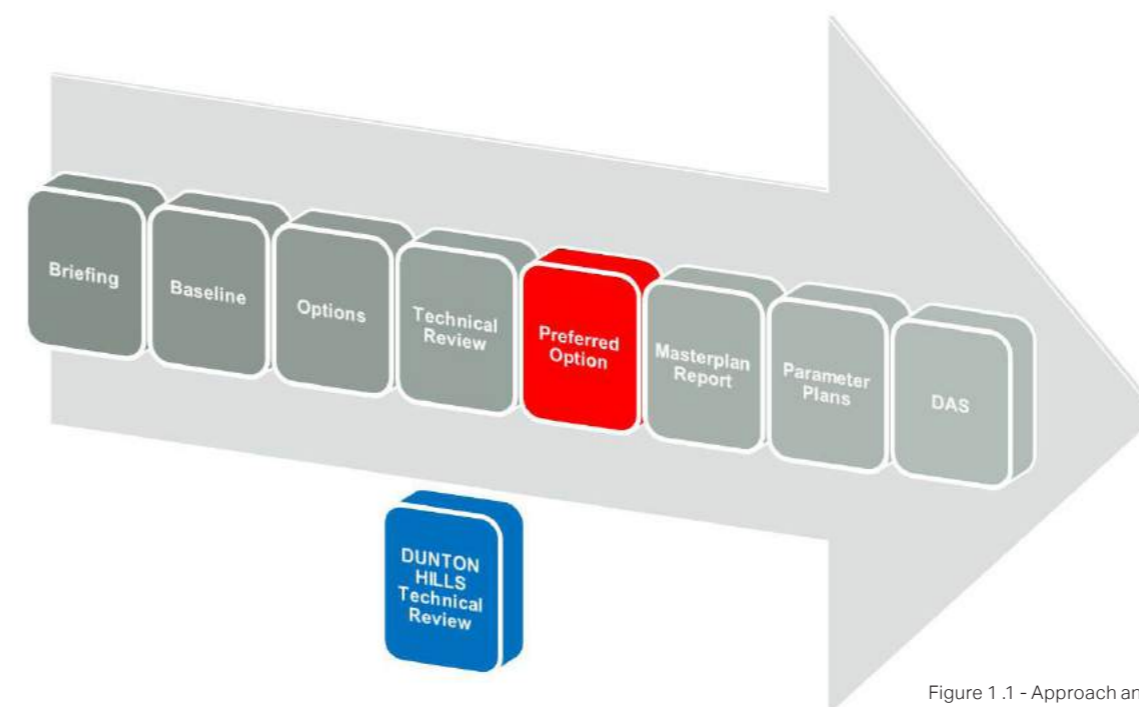 Briefing
Baseline
Options
Technical
Review
Preferred
Option
Masterplan
Report
Parameter
Plans
DAS
DUNTON
HILLS
Technical
Review
Figure 1.1 - Approach an